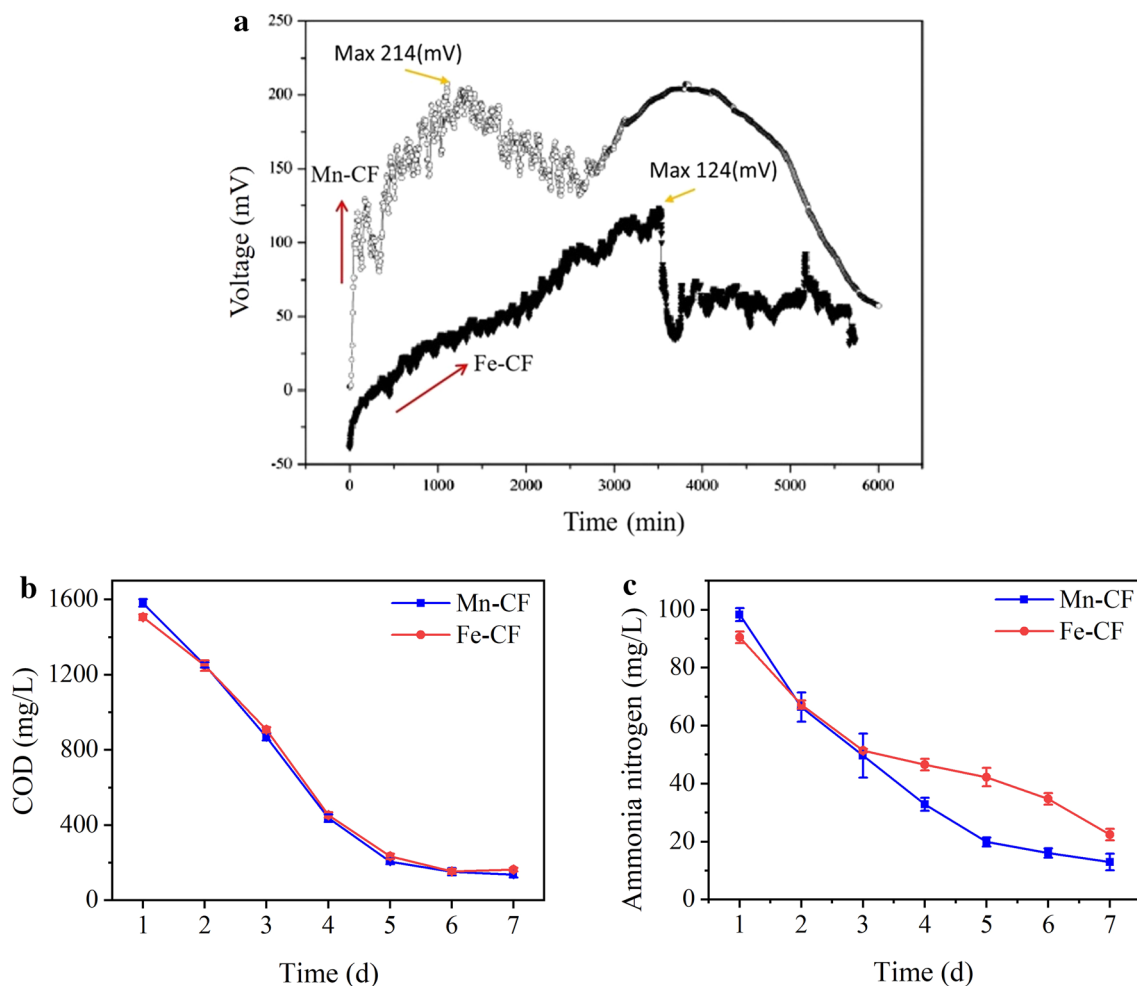 a
250
200
150
100
50
0
-50
Voltage (mV)
Max 214(mV)
Max 124(mV)
Mn-CF
Fe-CF
0 1000 2000 3000 4000 5000 6000
Time (min)
b
1600
1200
800
400
0
COD (mg/L)
Mn-CF
Fe-CF
1 2 3 4 5 6 7
Time (d)
c
100
80
60
40
20
0
Ammonia nitrogen (mg/L)
Mn-CF
Fe-CF
1 2 3 4 5 6 7
Time (d)